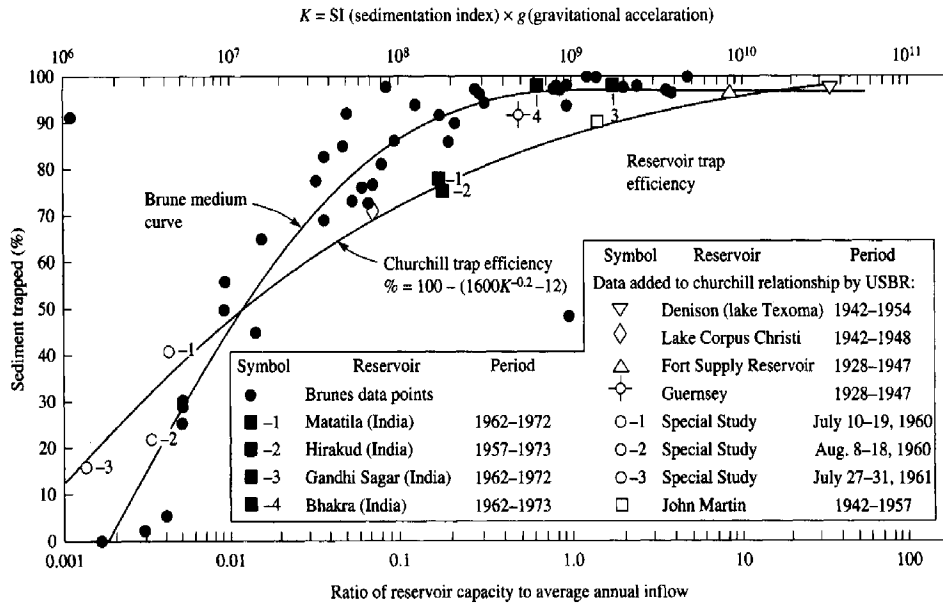 K = SI (sedimentation index) × g (gravitational accelaration)
10^6 10^7 10^8 10^9 10^10 10^11
100
90
80
70
60
50
40
30
20
10
0
Sediment trapped (%)
4
3
–1
–2
Reservoir trap
efficiency
Brune medium
curve
Churchill trap efficiency
% = 100 – (1600K^–0.2 –12)
–1
–2
–3
Symbol Reservoir Period
Data added to churchill relationship by USBR:
Denison (lake Texoma) 1942–1954
Lake Corpus Christi 1942–1948
Fort Supply Reservoir 1928–1947
Guernsey 1928–1947
–1 Special Study July 10–19, 1960
–2 Special Study Aug. 8–18, 1960
–3 Special Study July 27–31, 1961
John Martin 1942–1957
Symbol Reservoir Period
Brunes data points
–1 Matatila (India) 1962–1972
–2 Hirakud (India) 1957–1973
–3 Gandhi Sagar (India) 1962–1972
–4 Bhakra (India) 1962–1973
0.001 0.01 0.1 1.0 10 100
Ratio of reservoir capacity to average annual inflow